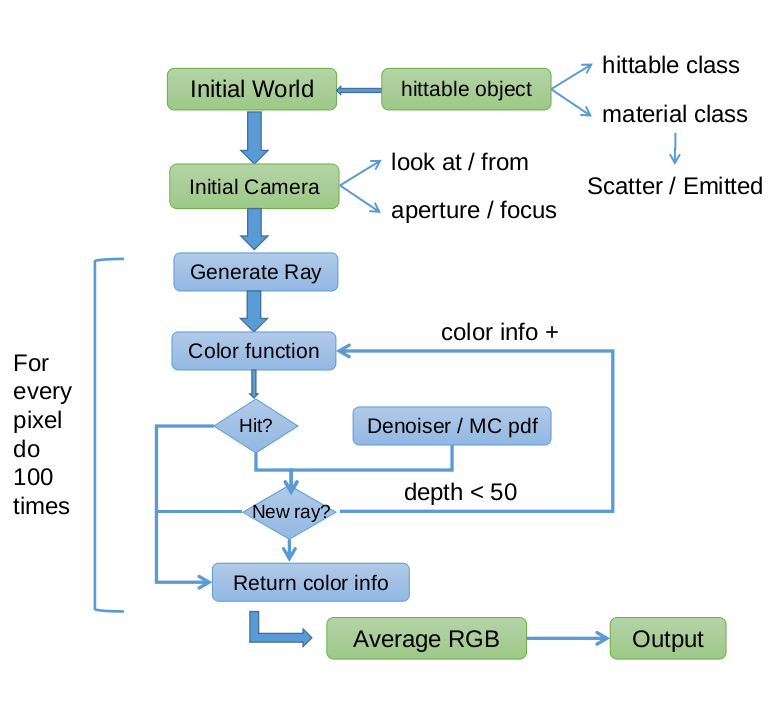 Initial World
hittable object
hittable class
material class
Scatter / Emitted
Initial Camera
look at / from
aperture / focus
Generate Ray
Color function
color info +
For
every
pixel
do
100
times
Hit?
Denoiser / MC pdf
New ray?
depth < 50
Return color info
Average RGB
Output